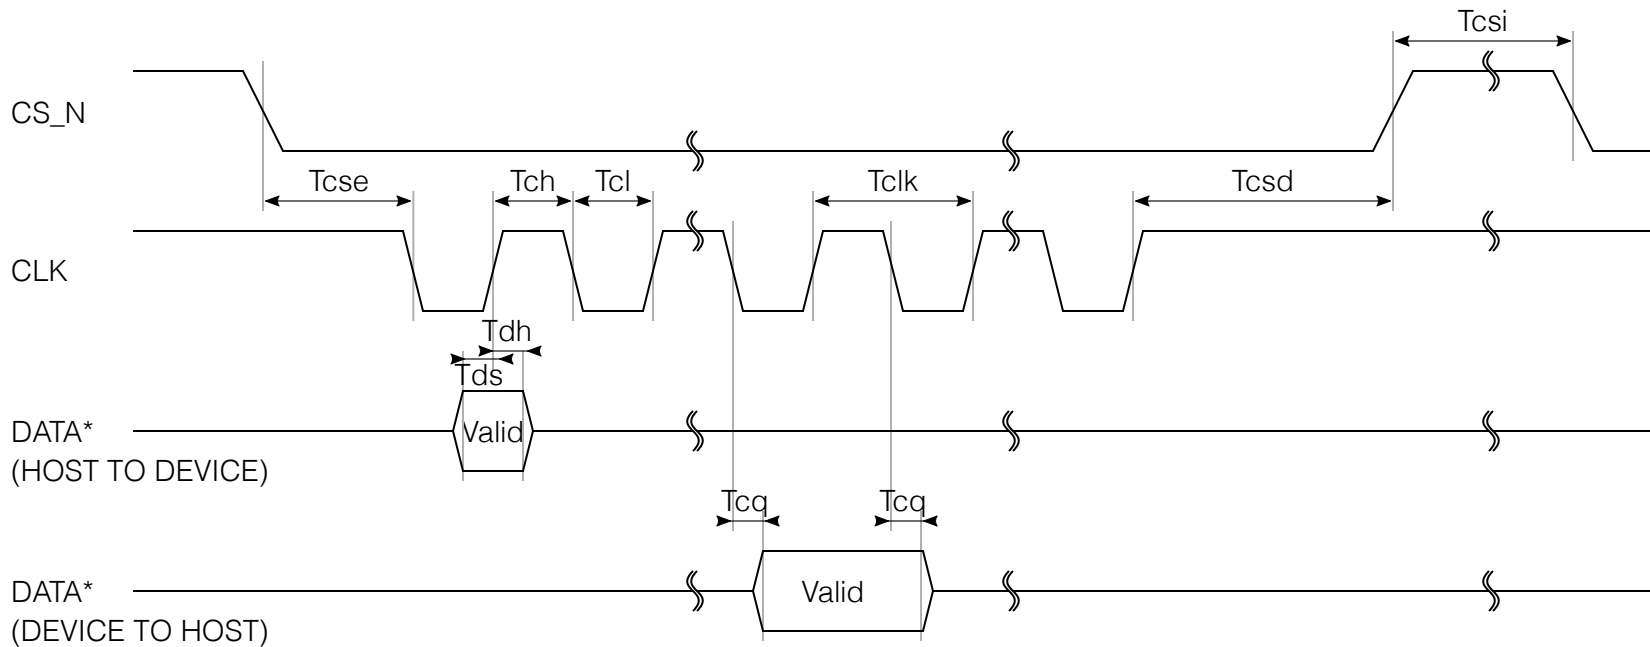 Tcsi
CS_N
Tcse Tch Tcl Tclk Tcsd
CLK
Tdh
Tds
DATA* Valid
(HOST TO DEVICE)
Tcq Tcq
DATA* Valid
(DEVICE TO HOST)